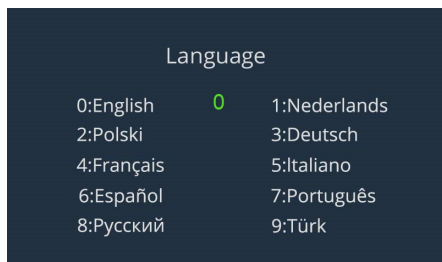 Language
0:English 0 1:Nederlands
2:Polski 3:Deutsch
4:Français 5:Italiano
6:Español 7:Português
8:Русский 9:Türk